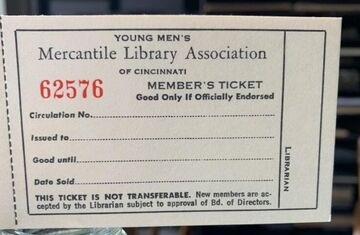 YOUNG MEN'S
Mercantile Library Association
OF CINCINNATI
62576
MEMBER'S TICKET
Good Only If Officially Endorsed
Circulation No.
Issued to
Good until
Date Sold
LIBRARIAN
THIS TICKET IS NOT TRANSFERABLE. New members are ac-
cepted by the Librarian subject to approval of Bd. of Directors.